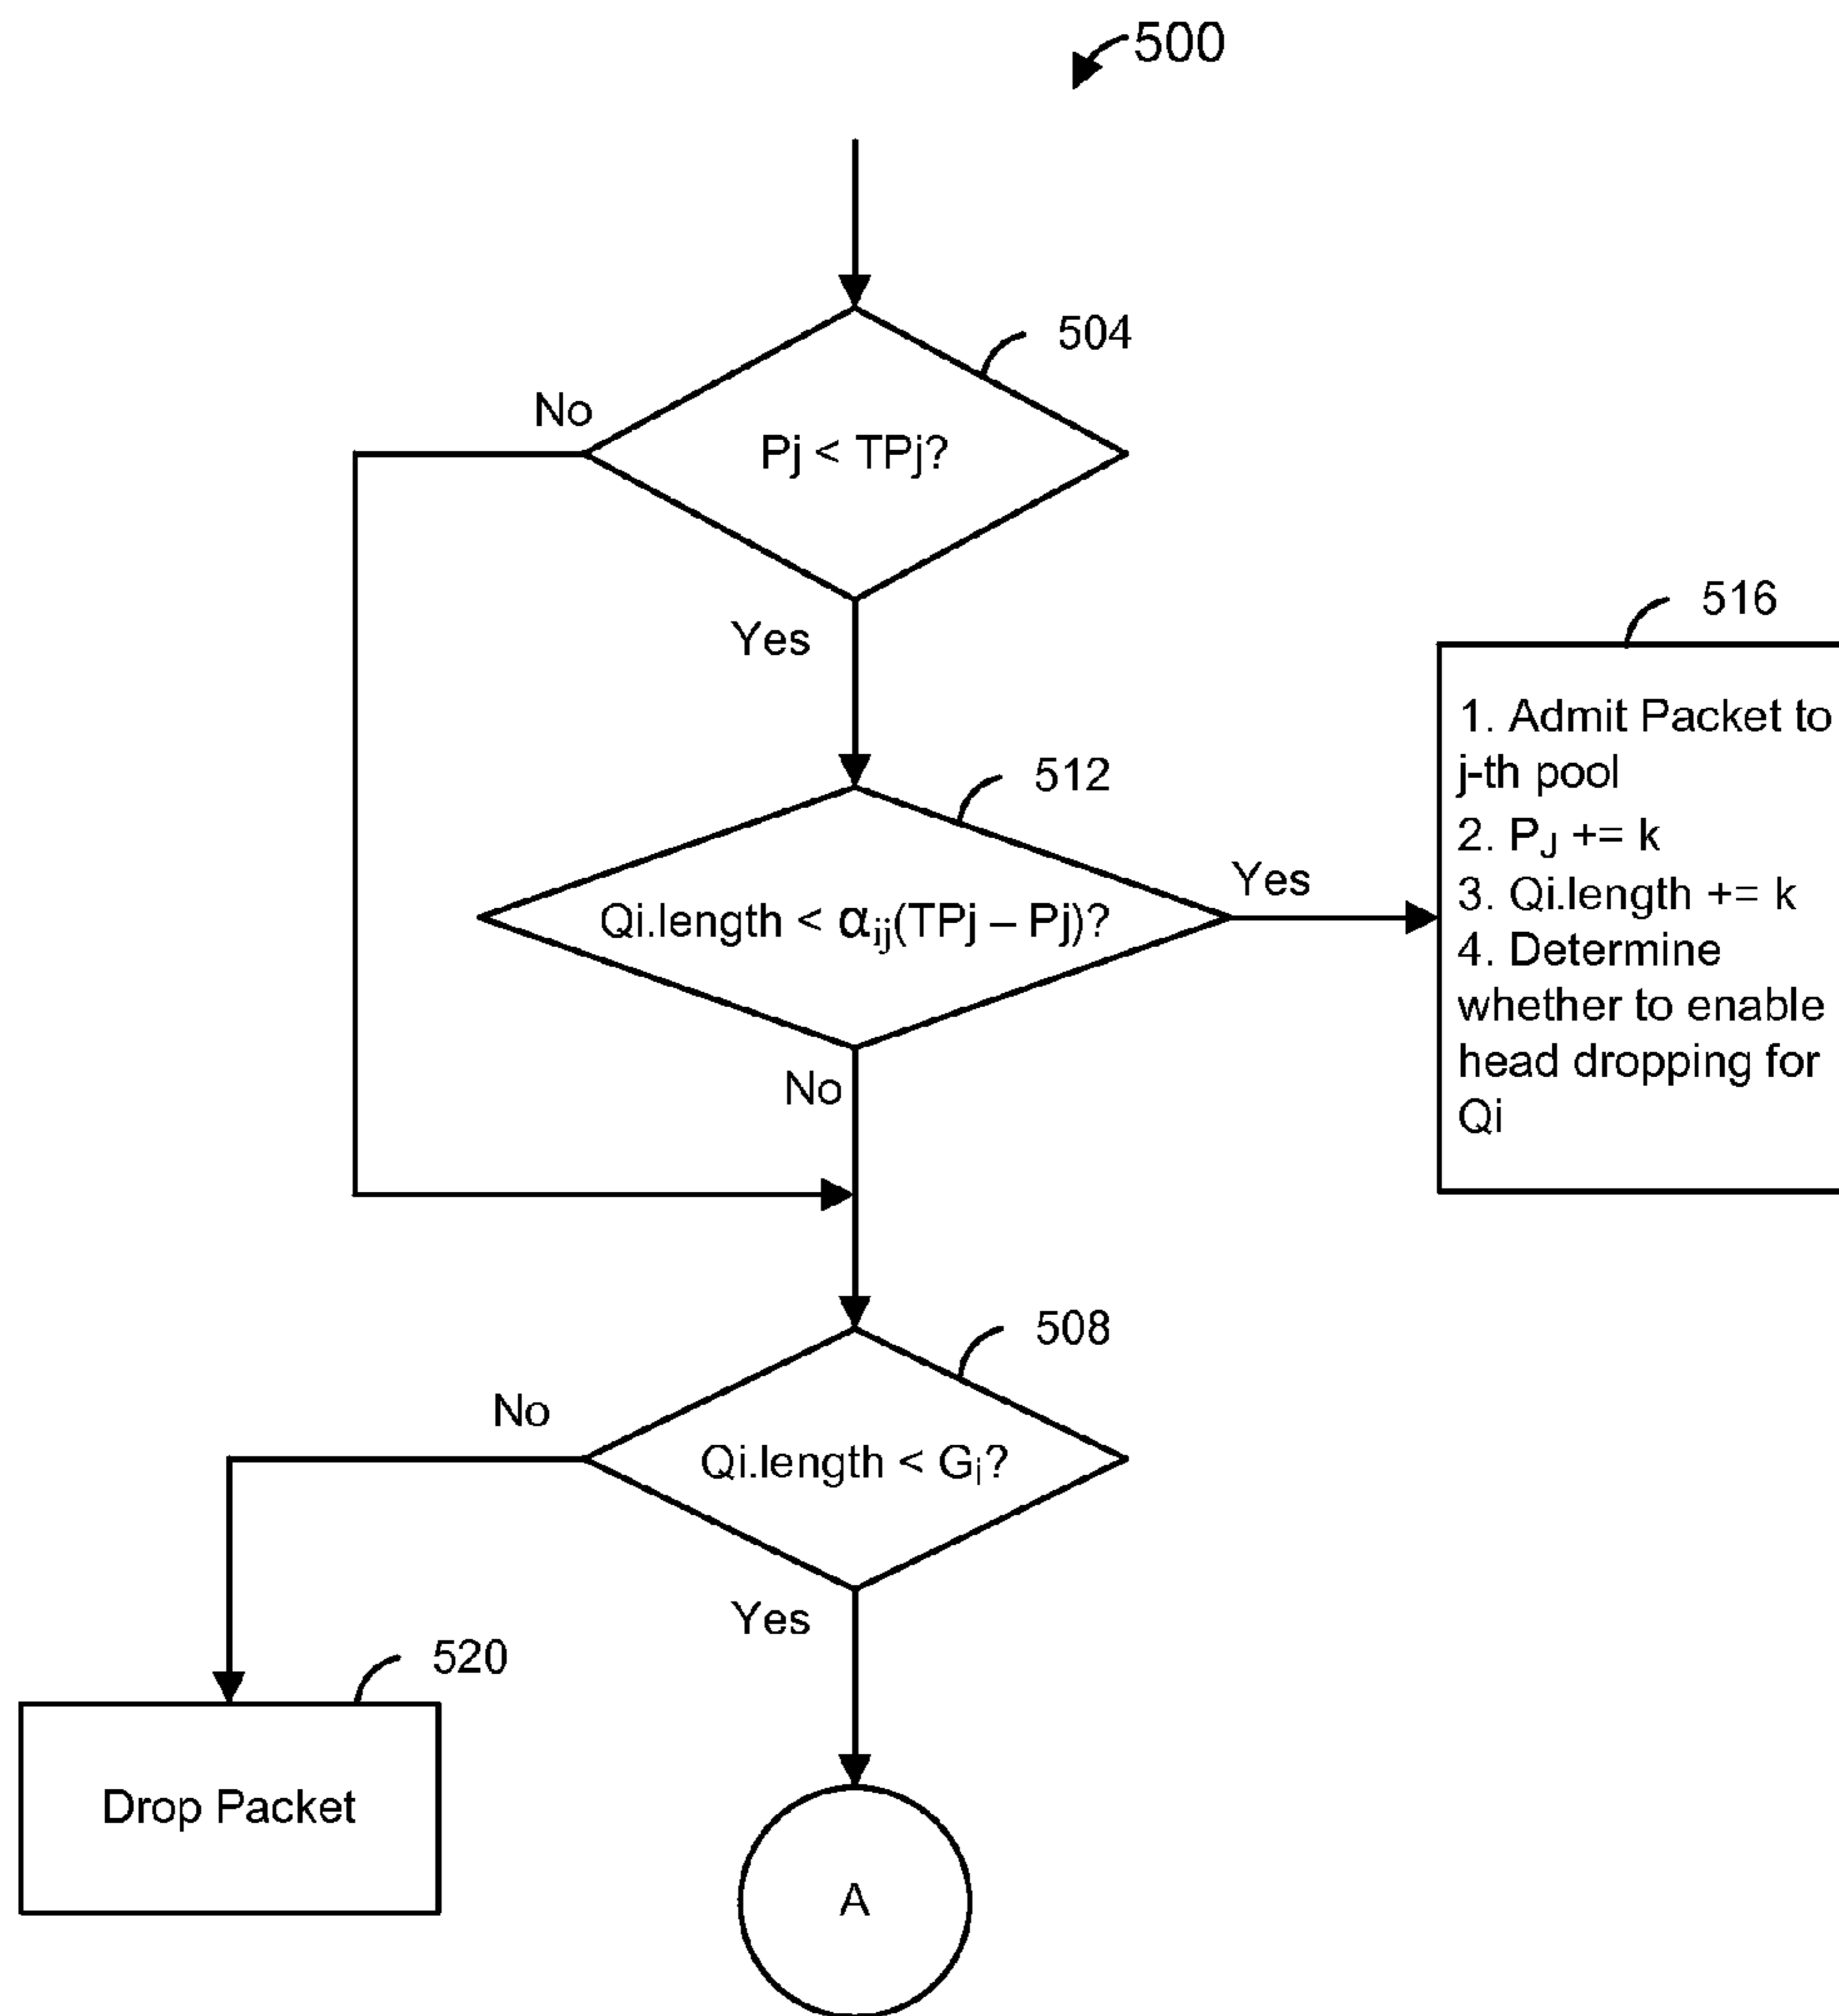 500
504
No
Pj < TPj?
Yes
516
1. Admit Packet to
j-th pool
2. PJ += k
3. Qi.length += k
4. Determine
whether to enable
head dropping for
Qi
512
Yes
Qi.length < αij(TPj – Pj)?
No
508
No
Qi.length < Gi?
Yes
520
Drop Packet
A